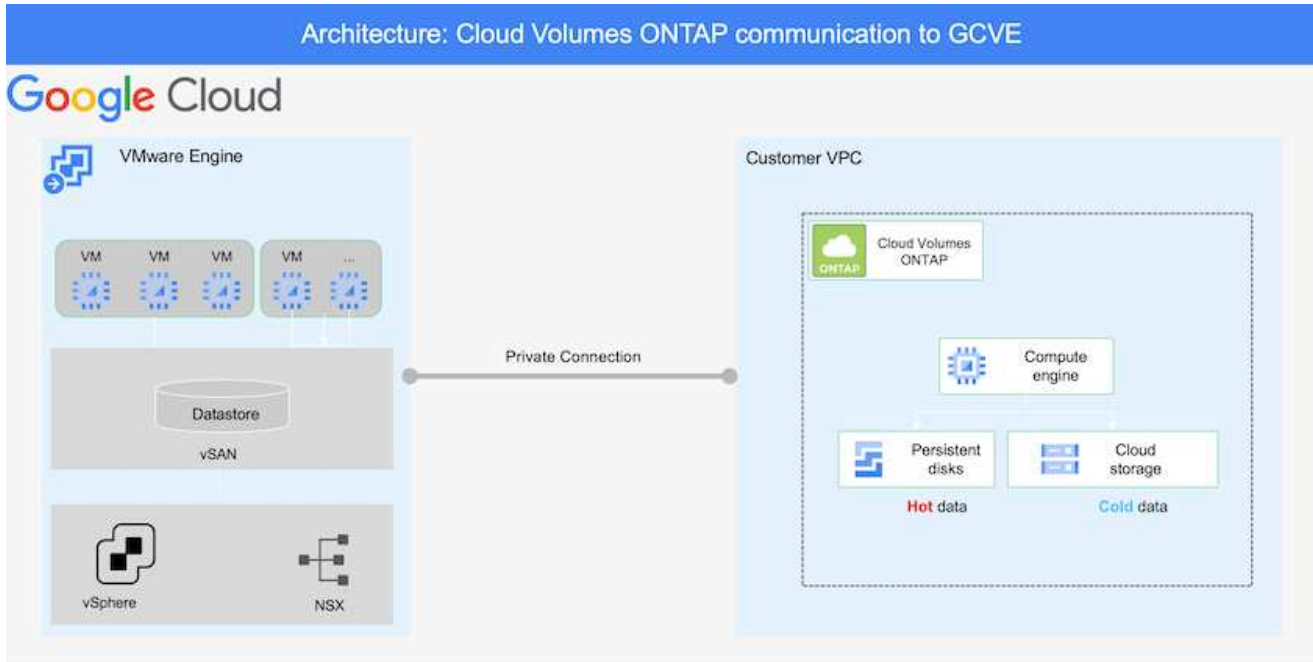 Architecture: Cloud Volumes ONTAP communication to GCVE
Google Cloud
VMware Engine
VM VM VM VM ...
Datastore
vSAN
vSphere
NSX
Private Connection
Customer VPC
ONTAP
Cloud Volumes
ONTAP
Compute
engine
Persistent
disks
Hot data
Cloud
storage
Cold data